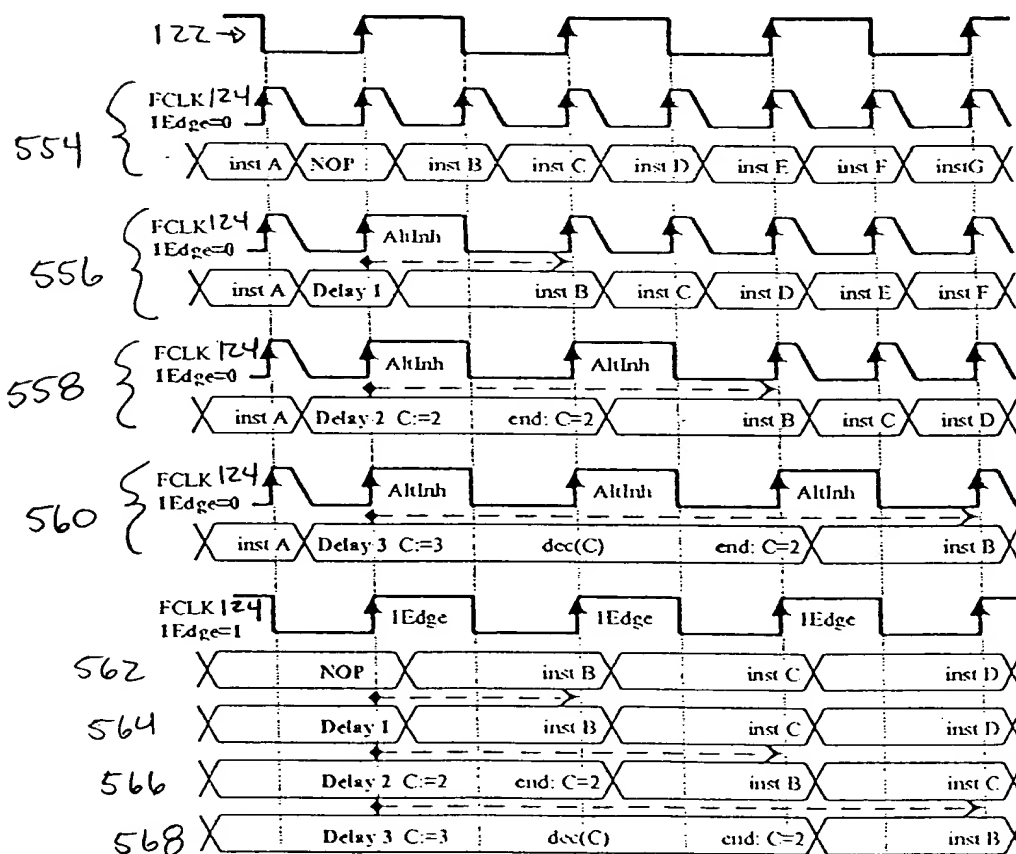 122
554
FCLK 124
1Edge=0
inst A NOP inst B inst C inst D inst E inst F instG
556
FCLK 124
1Edge=0
AltInh
inst A Delay 1 inst B inst C inst D inst E inst F
558
FCLK 124
1Edge=0
AltInh AltInh
inst A Delay 2 C:=2 end: C=2 inst B inst C inst D
560
FCLK 124
1Edge=0
AltInh AltInh AltInh
inst A Delay 3 C:=3 dec(C) end: C=2 inst B
FCLK 124
1Edge=1
1Edge 1Edge 1Edge
562 NOP inst B inst C inst D
564 Delay 1 inst B inst C inst D
566 Delay 2 C:=2 end: C=2 inst B inst C
568 Delay 3 C:=3 dec(C) end: C=2 inst B